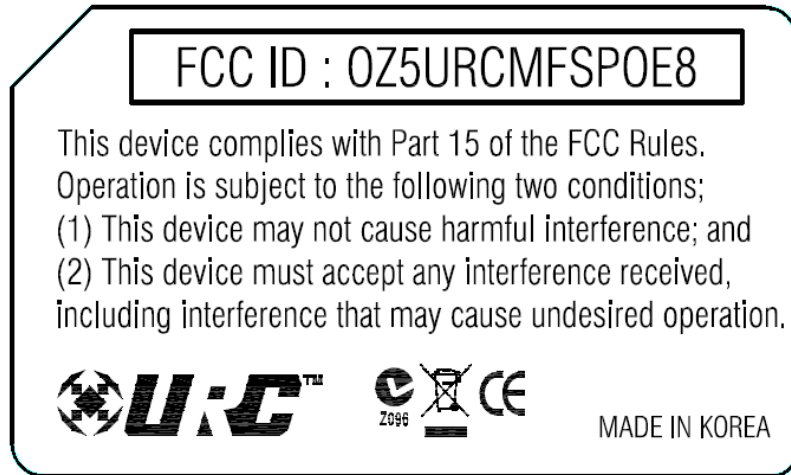 FCC ID : OZ5URCMFSPOE8
This device complies with Part 15 of the FCC Rules.
Operation is subject to the following two conditions;
(1) This device may not cause harmful interference; and
(2) This device must accept any interference received,
including interference that may cause undesired operation.
URC™
Z096
CE
MADE IN KOREA